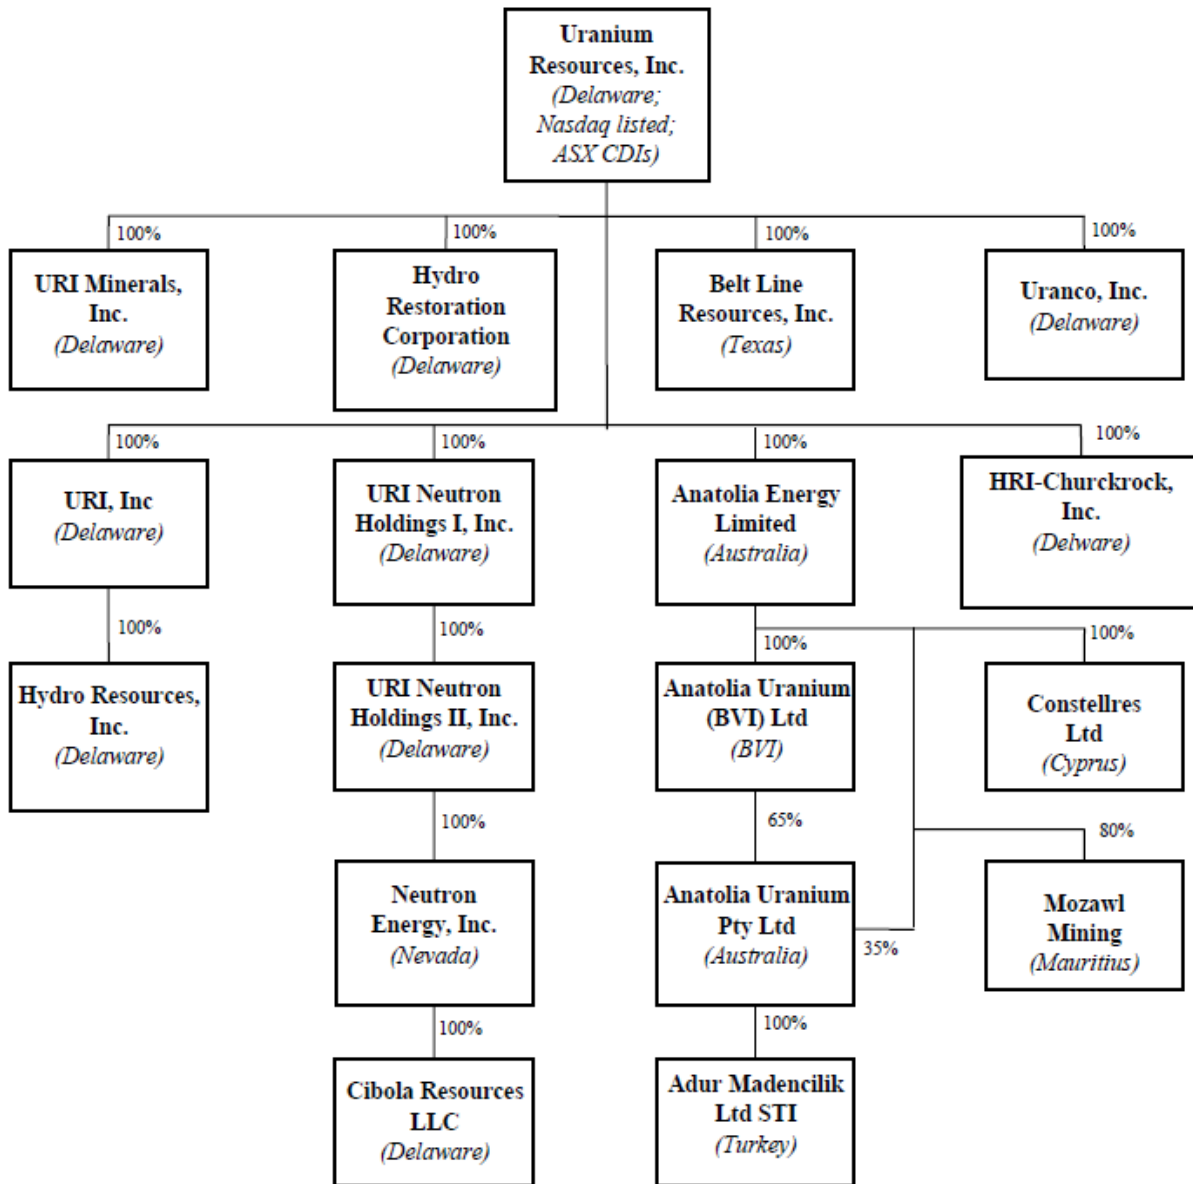 Uranium
Resources, Inc.
(Delaware;
Nasdaq listed;
ASX CDIs)
100%
100%
100%
100%
URI Minerals,
Inc.
(Delaware)
Hydro
Restoration
Corporation
(Delaware)
Belt Line
Resources, Inc.
(Texas)
Uranco, Inc.
(Delaware)
100%
100%
100%
100%
URI, Inc
(Delaware)
URI Neutron
Holdings I, Inc.
(Delaware)
Anatolia Energy
Limited
(Australia)
HRI-Churckrock,
Inc.
(Delware)
100%
100%
100%
100%
Hydro Resources,
Inc.
(Delaware)
URI Neutron
Holdings II, Inc.
(Delaware)
Anatolia Uranium
(BVI) Ltd
(BVI)
Constellres
Ltd
(Cyprus)
100%
65%
80%
Neutron
Energy, Inc.
(Nevada)
Anatolia Uranium
Pty Ltd
(Australia)
35%
Mozawl
Mining
(Mauritius)
100%
100%
Cibola Resources
LLC
(Delaware)
Adur Madencilik
Ltd STI
(Turkey)